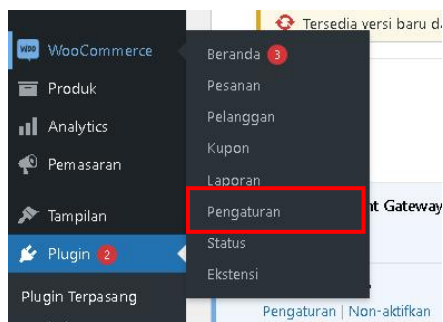 Tersedia versi baru da
WooCommerce
Beranda 3
Produk
Pesanan
Analytics
Pelanggan
Pemasaran
Kupon
Laporan
Tampilan
Pengaturan
nt Gateway
Plugin 2
Status
Ekstensi
Plugin Terpasang
Pengaturan | Non-aktifkan